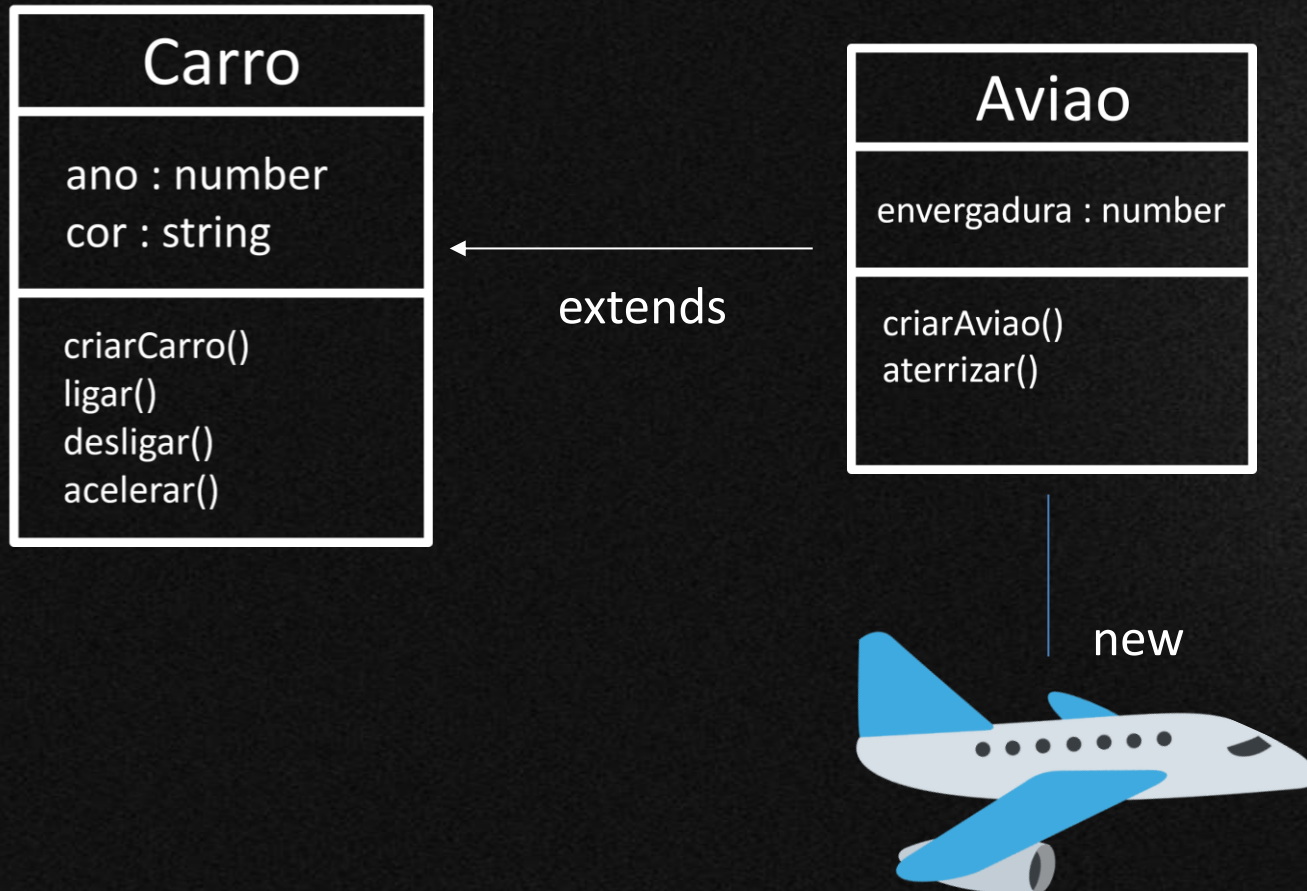 Carro
ano : number
cor : string
criarCarro()
ligar()
desligar()
acelerar()
extends
Aviao
envergadura : number
criarAviao()
aterrizar()
new